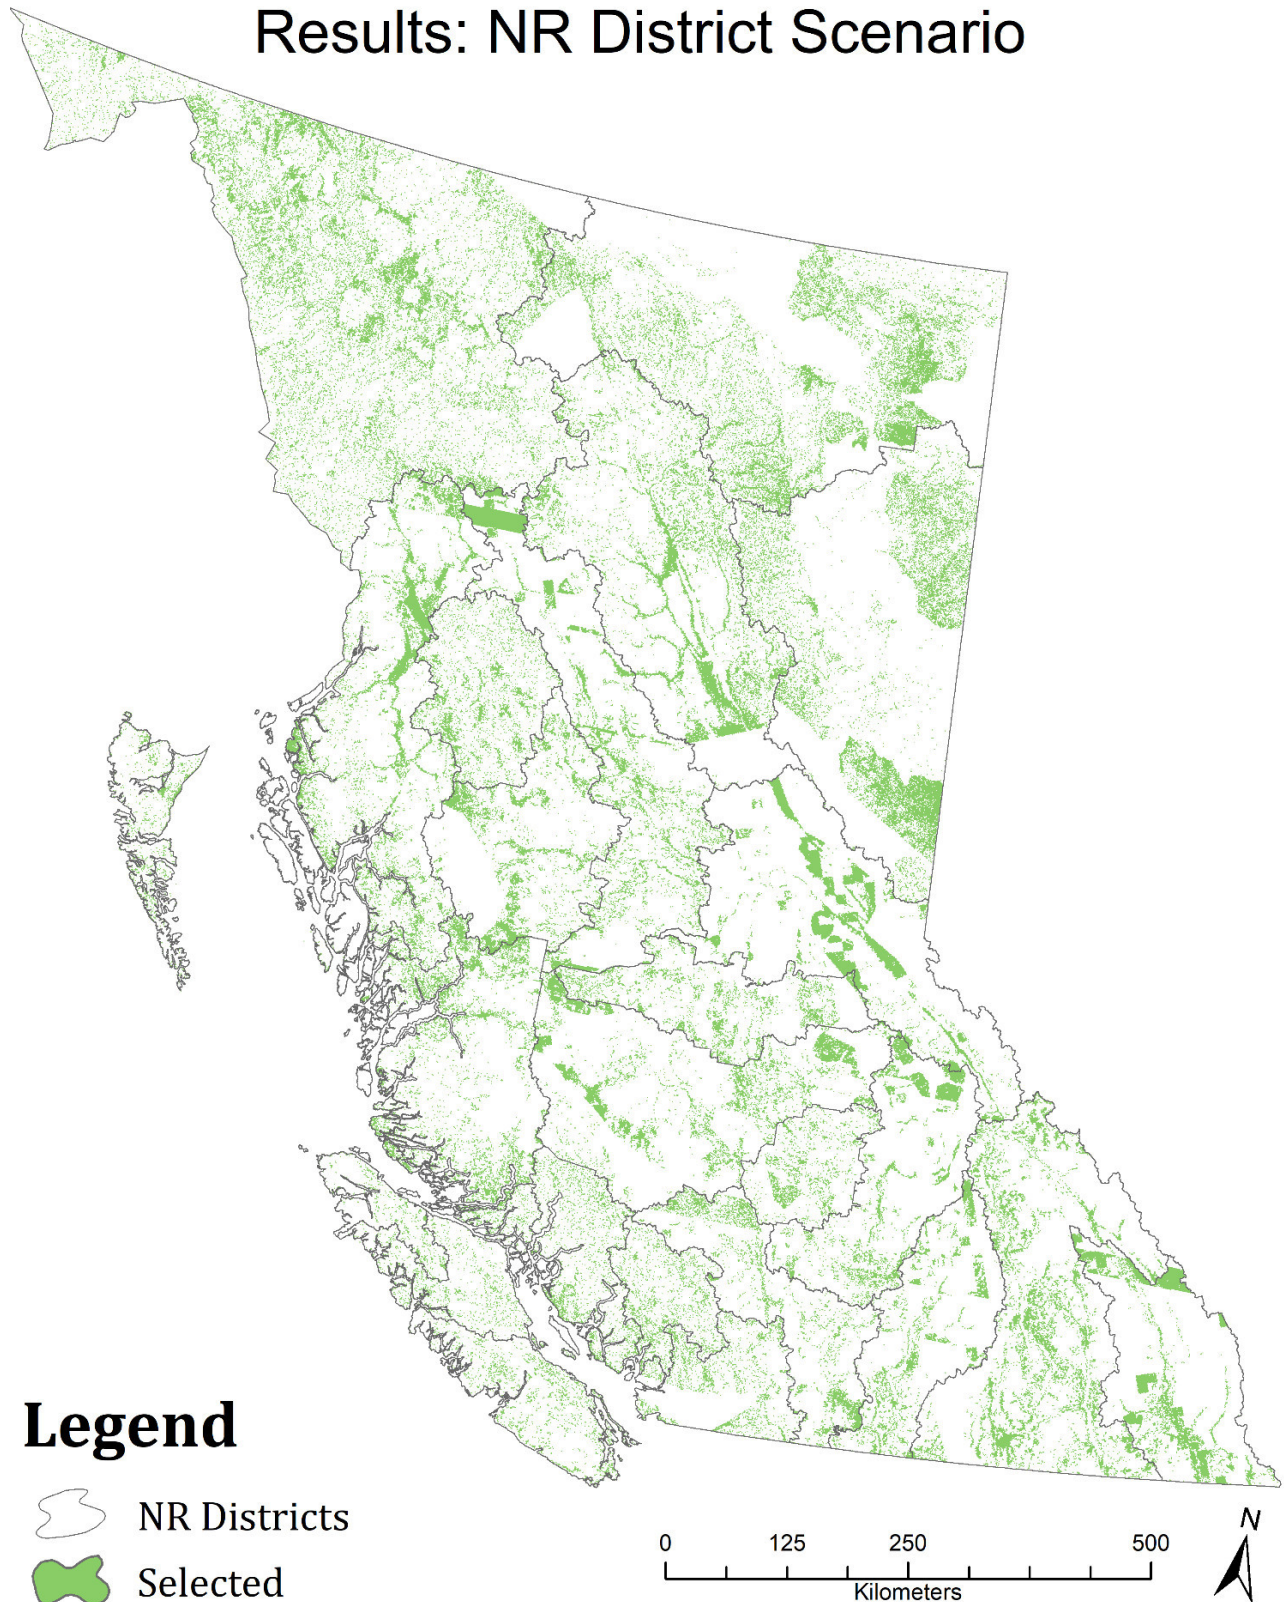 Results: NR District Scenario
Legend
NR Districts
Selected
0 125 250 500
Kilometers
N